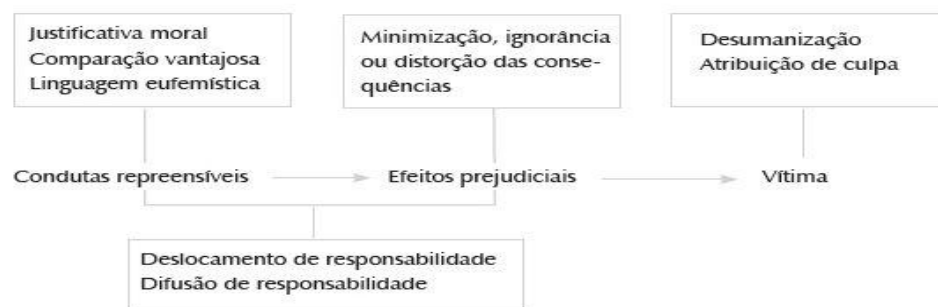 Justificativa moral
Comparação vantajosa
Linguagem eufemística
Minimização, ignorância
ou distorção das conse-
quências
Desumanização
Atribuição de culpa
Condutas repreensíveis
Efeitos prejudiciais
Vítima
Deslocamento de responsabilidade
Difusão de responsabilidade